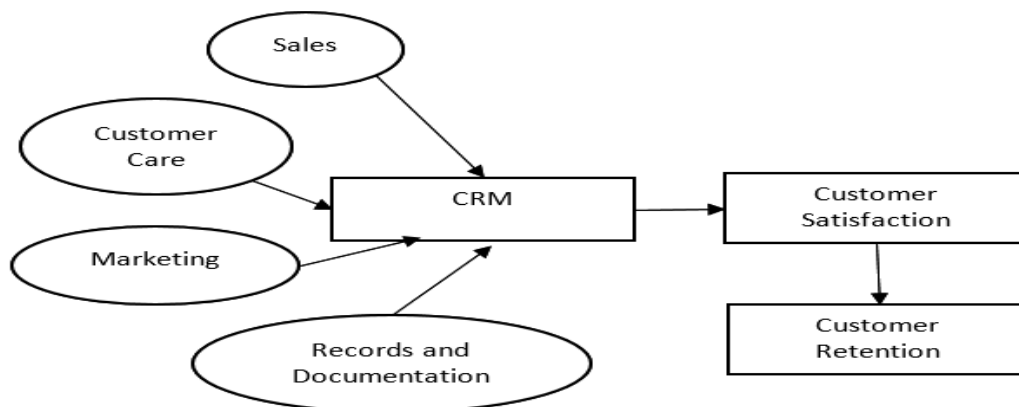 Sales
Customer
Care
CRM
Customer
Satisfaction
Marketing
Customer
Retention
Records and
Documentation